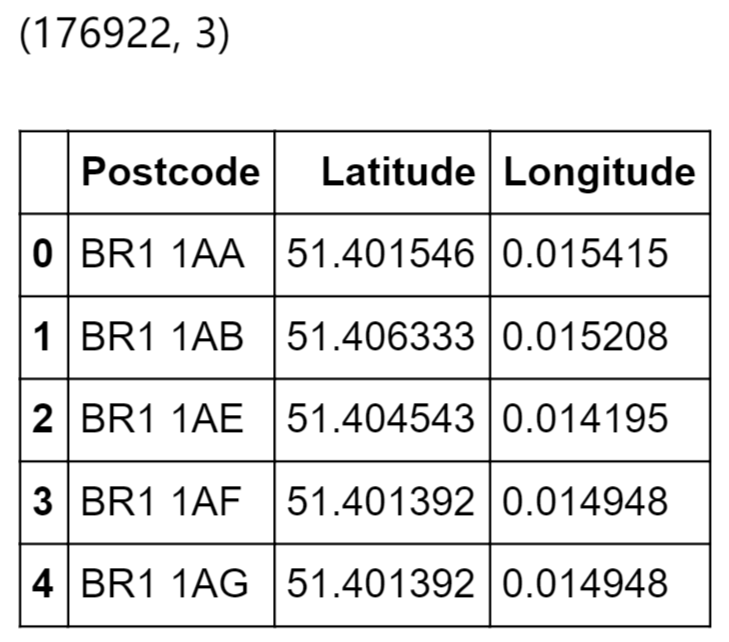 (176922, 3)
Postcode Latitude Longitude
0 BR1 1AA 51.401546 0.015415
1 BR1 1AB 51.406333 0.015208
2 BR1 1AE 51.404543 0.014195
3 BR1 1AF 51.401392 0.014948
4 BR1 1AG 51.401392 0.014948